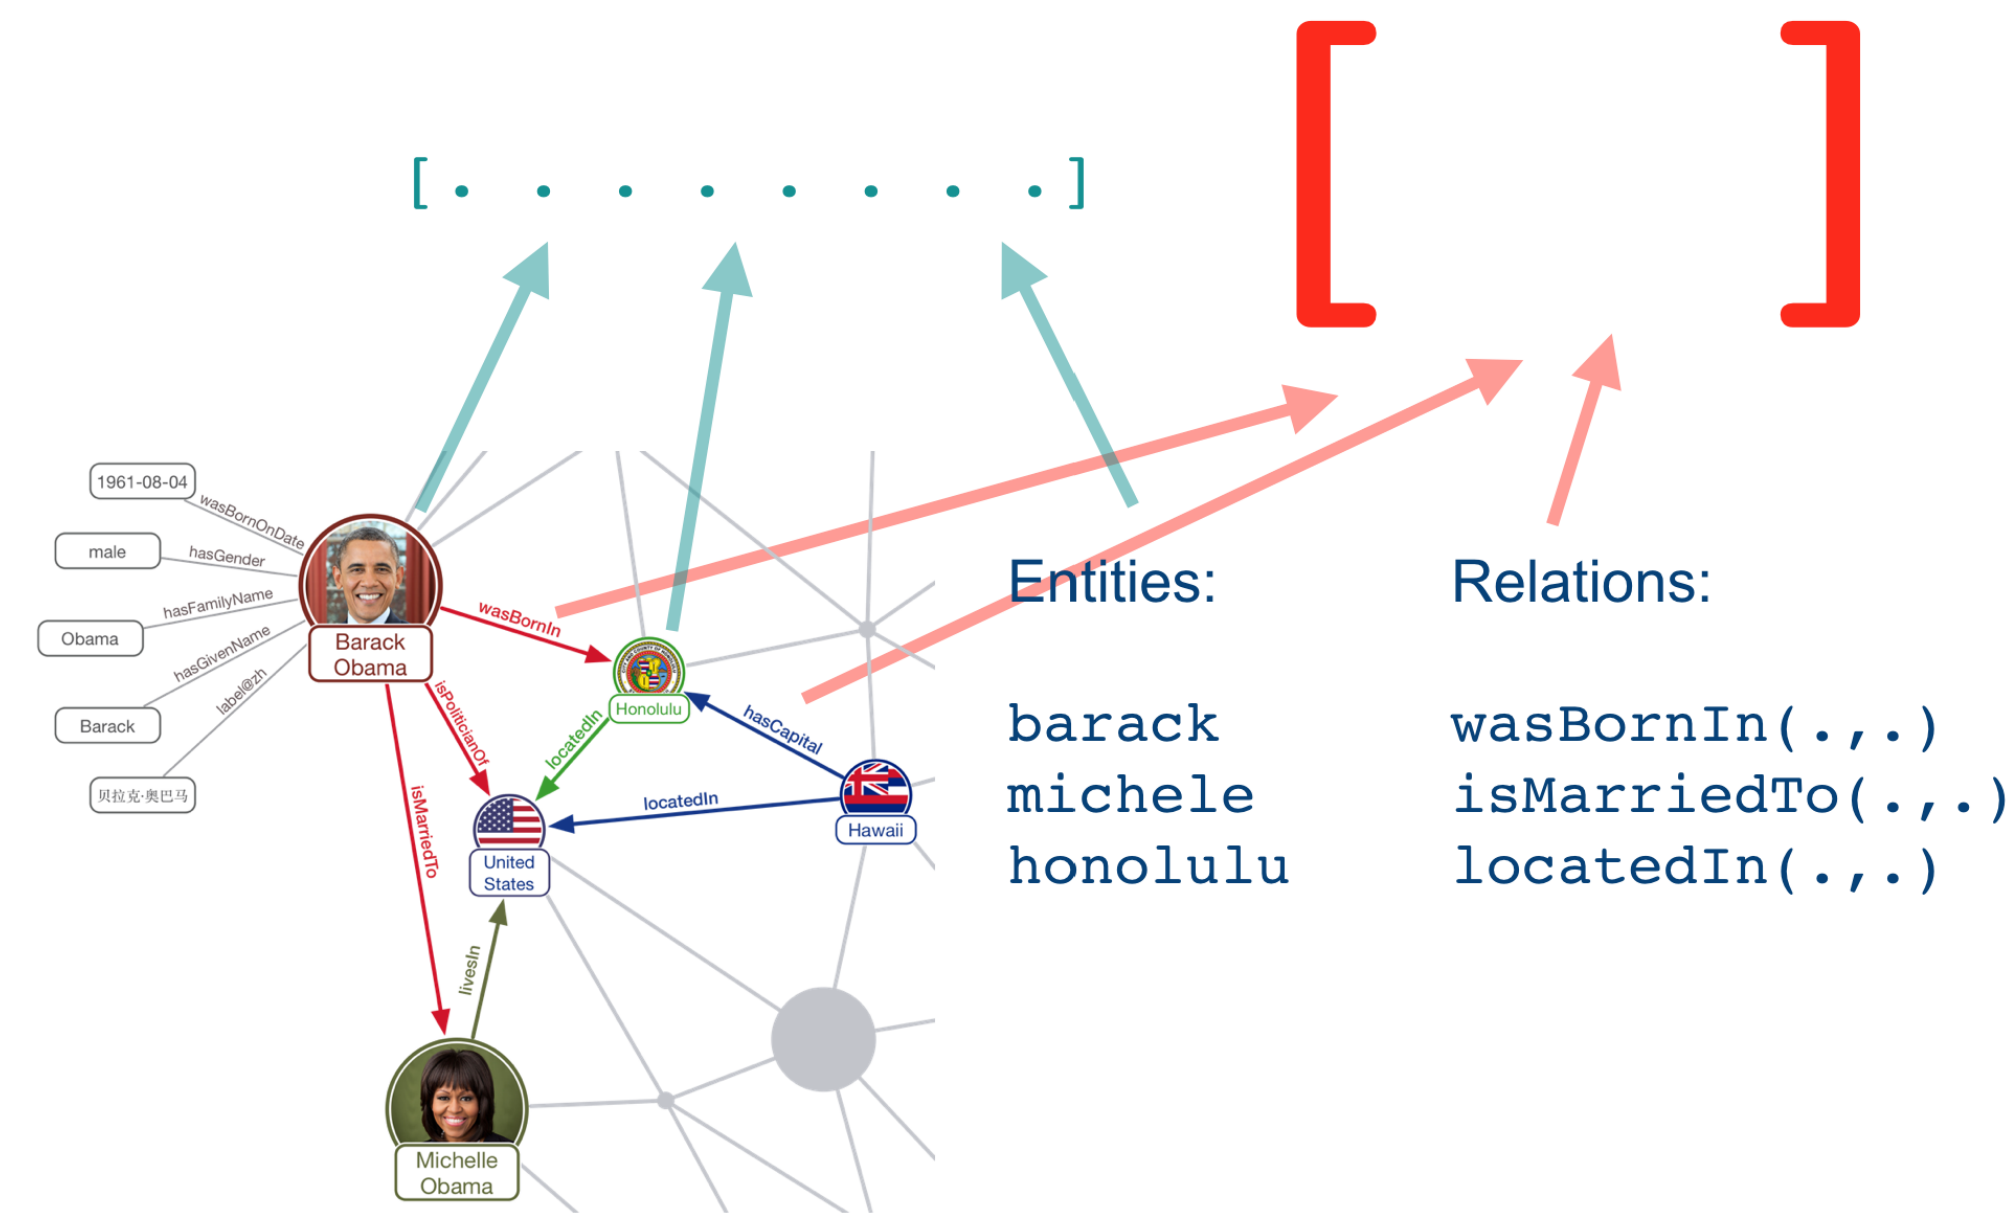 [ . . . . . . . . ]
[ ]
1961-08-04
wasBornOnDate
male
hasGender
hasFamilyName
Obama
hasGivenName
Barack
label@zh
贝拉克·奥巴马
Barack
Obama
wasBornIn
Honolulu
isPoliticianOf
locatedIn
hasCapital
isMarriedTo
locatedIn
Hawaii
United
States
livesIn
Michelle
Obama
Entities:
barack
michele
honolulu
Relations:
wasBornIn(.,.)
isMarriedTo(.,.)
locatedIn(.,.)